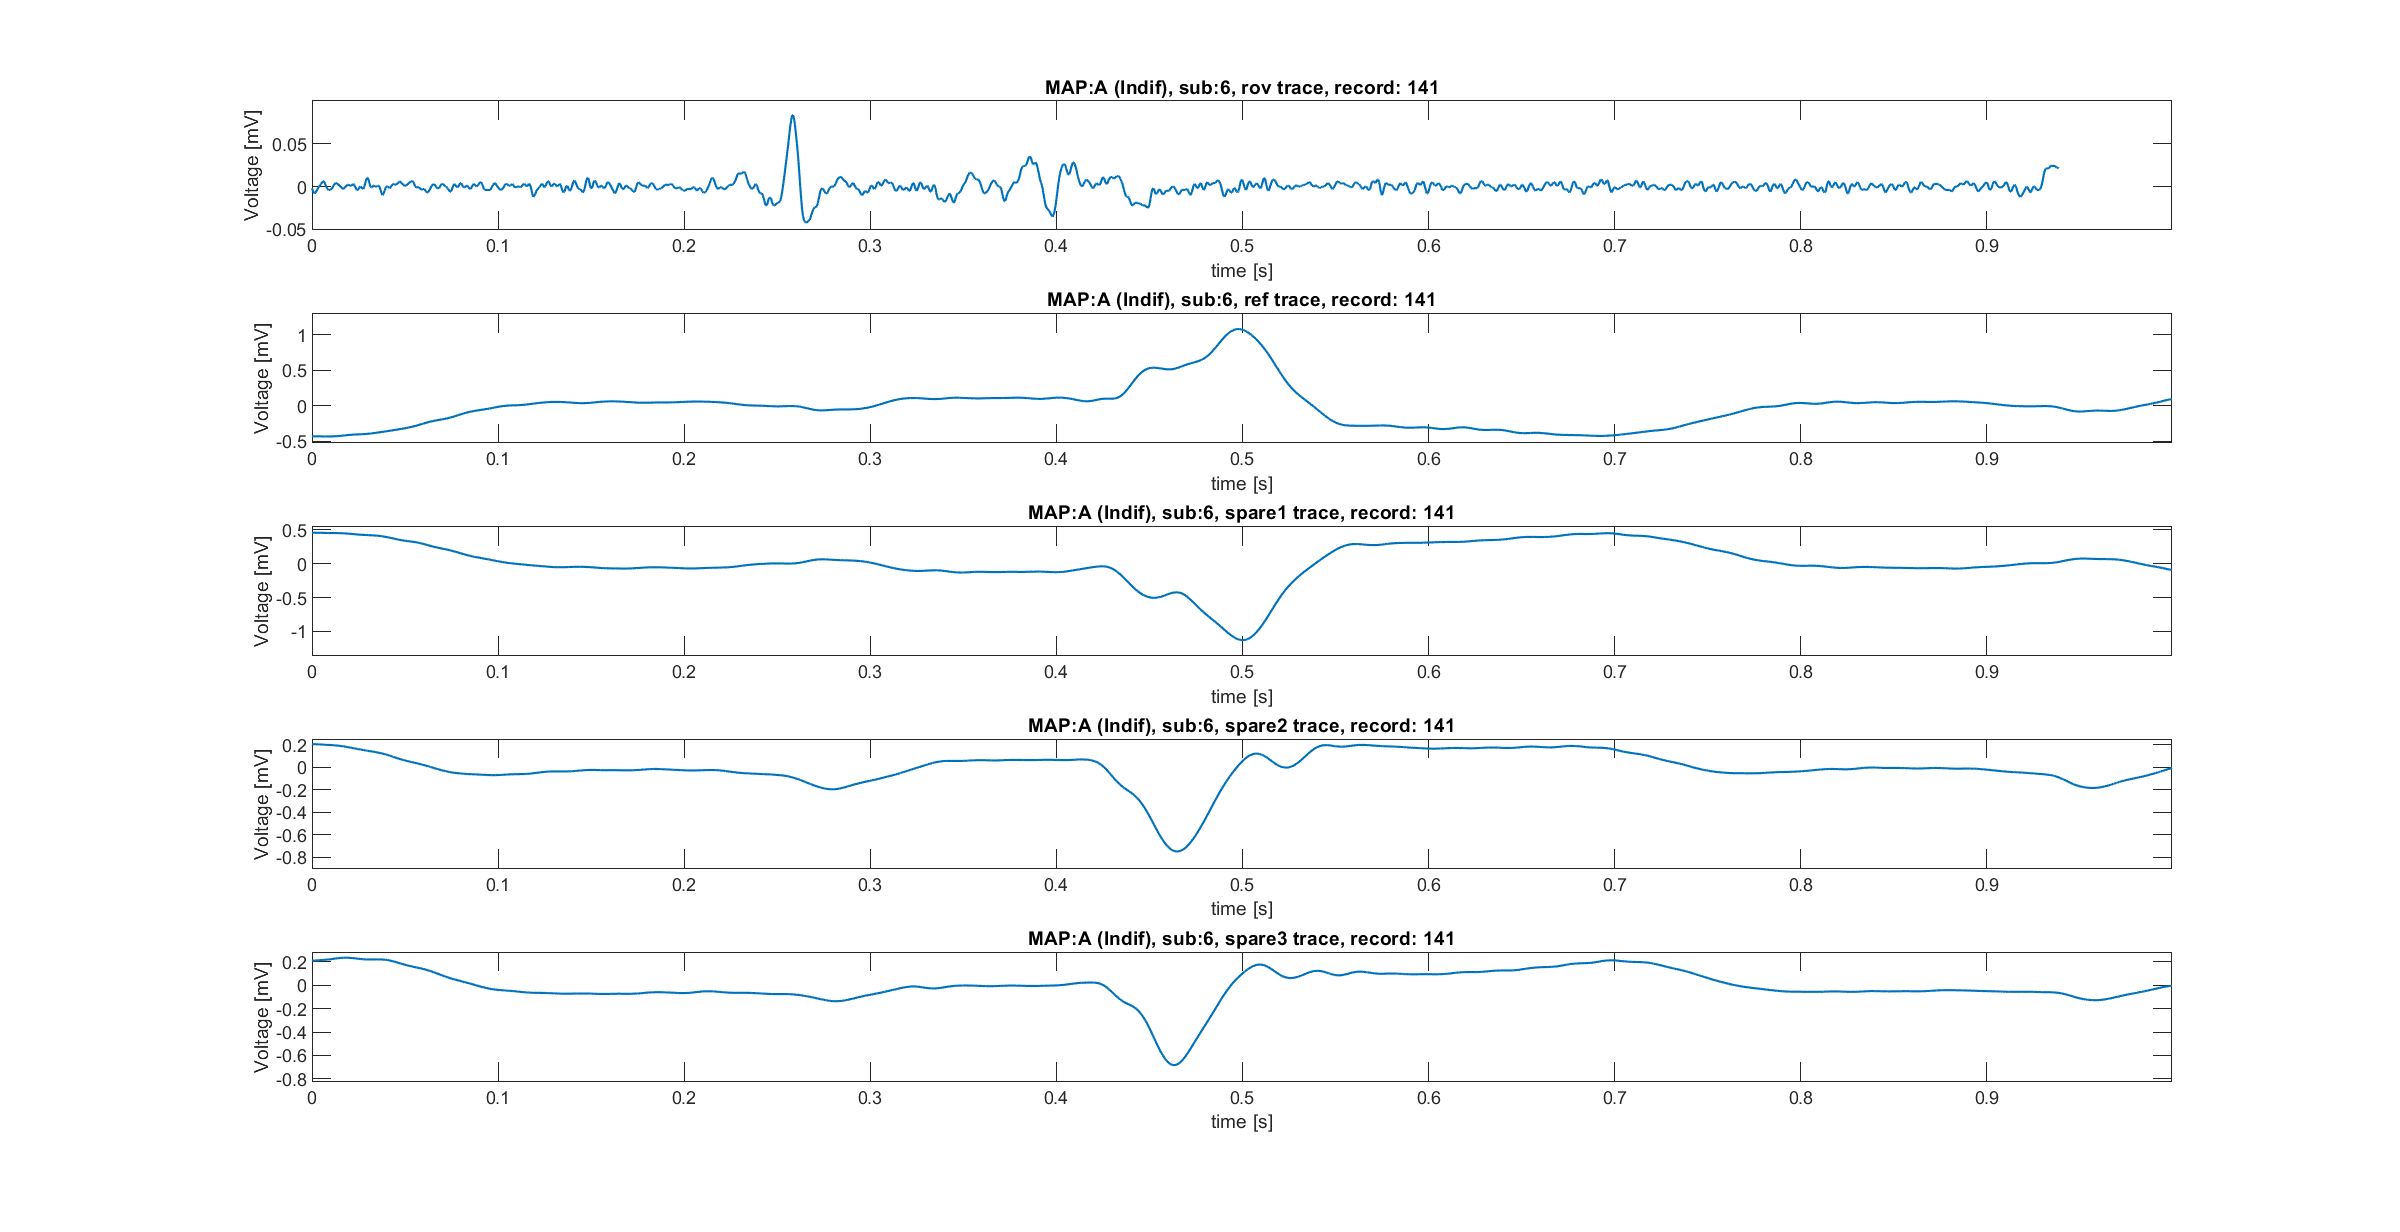 MAP:A (Indif), sub:6, rov trace, record: 141
Voltage [mV]
0.05
0
-0.05
0 0.1 0.2 0.3 0.4 0.5 0.6 0.7 0.8 0.9
time [s]
MAP:A (Indif), sub:6, ref trace, record: 141
Voltage [mV]
1
0.5
0
-0.5
0 0.1 0.2 0.3 0.4 0.5 0.6 0.7 0.8 0.9
time [s]
MAP:A (Indif), sub:6, spare1 trace, record: 141
Voltage [mV]
0.5
0
-0.5
-1
0 0.1 0.2 0.3 0.4 0.5 0.6 0.7 0.8 0.9
time [s]
MAP:A (Indif), sub:6, spare2 trace, record: 141
Voltage [mV]
0.2
0
-0.2
-0.4
-0.6
-0.8
0 0.1 0.2 0.3 0.4 0.5 0.6 0.7 0.8 0.9
time [s]
MAP:A (Indif), sub:6, spare3 trace, record: 141
Voltage [mV]
0.2
0
-0.2
-0.4
-0.6
-0.8
0 0.1 0.2 0.3 0.4 0.5 0.6 0.7 0.8 0.9
time [s]